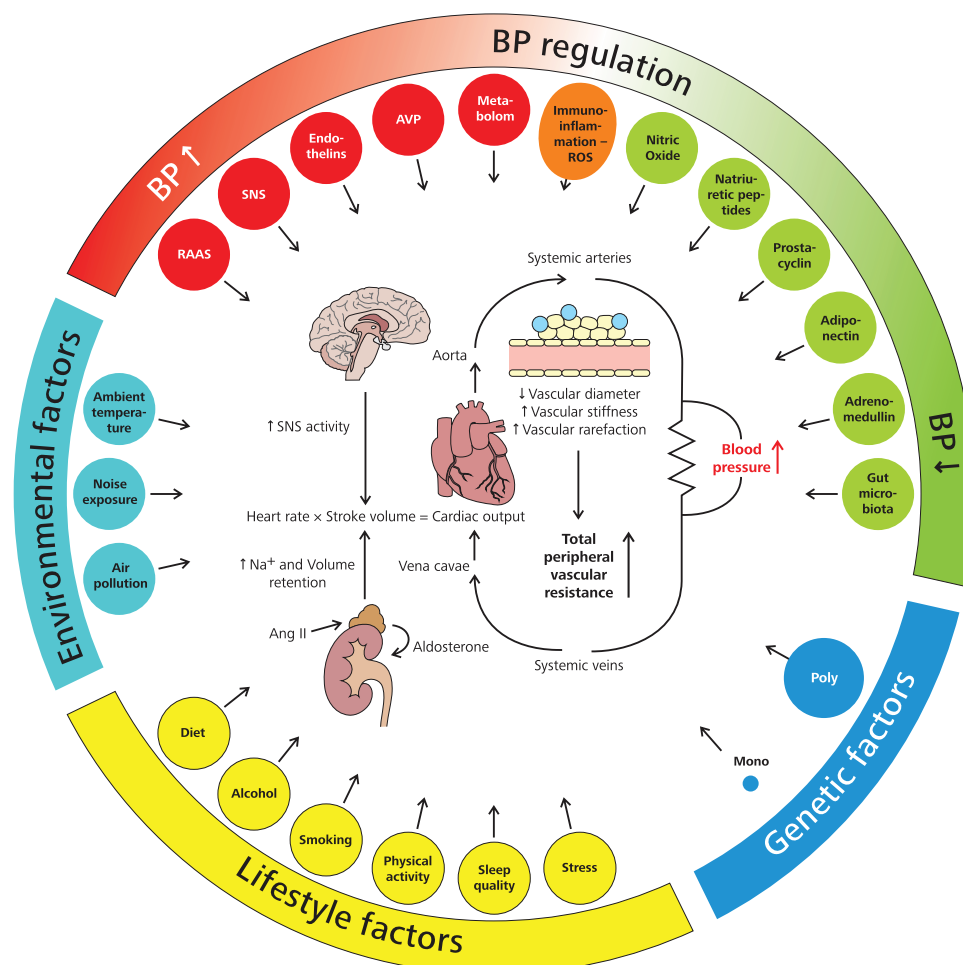 BP regulation
BP ↑
BP ↓
RAAS
SNS
Endo-
thelins
AVP
Meta-
bolom
Immuno-
inflam-
mation –
ROS
Nitric
Oxide
Natriu-
retic pep-
tides
Prosta-
cyclin
Adipo-
nectin
Adreno-
medullin
Gut
micro-
biota
Environmental factors
Ambient
tempera-
ture
Noise
exposure
Air
pollution
Systemic arteries
Aorta
↓ Vascular diameter
↑ Vascular stiffness
↑ Vascular rarefaction
↑ SNS activity
Blood
pressure ↑
Heart rate × Stroke volume = Cardiac output
Total
peripheral
vascular
resistance ↑
↑ Na⁺ and Volume
retention
Vena cavae
Ang II
Aldosterone
Systemic veins
Genetic factors
Poly
Mono
Lifestyle factors
Diet
Alcohol
Smoking
Physical
activity
Sleep
quality
Stress